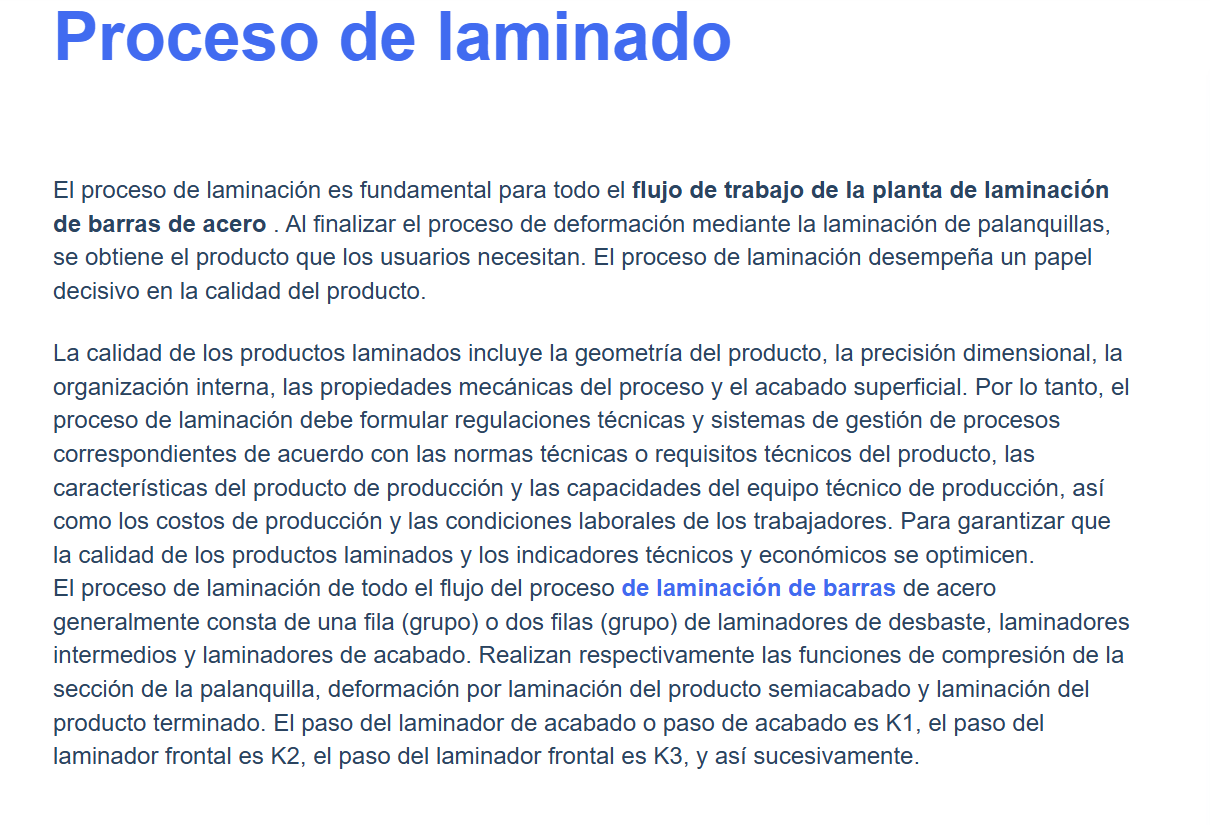 Proceso de laminado
El proceso de laminación es fundamental para todo el flujo de trabajo de la planta de laminación
de barras de acero . Al finalizar el proceso de deformación mediante la laminación de palanquillas,
se obtiene el producto que los usuarios necesitan. El proceso de laminación desempeña un papel
decisivo en la calidad del producto.
La calidad de los productos laminados incluye la geometría del producto, la precisión dimensional, la
organización interna, las propiedades mecánicas del proceso y el acabado superficial. Por lo tanto, el
proceso de laminación debe formular regulaciones técnicas y sistemas de gestión de procesos
correspondientes de acuerdo con las normas técnicas o requisitos técnicos del producto, las
características del producto de producción y las capacidades del equipo técnico de producción, así
como los costos de producción y las condiciones laborales de los trabajadores. Para garantizar que
la calidad de los productos laminados y los indicadores técnicos y económicos se optimicen.
El proceso de laminación de todo el flujo del proceso de laminación de barras de acero
generalmente consta de una fila (grupo) o dos filas (grupo) de laminadores de desbaste, laminadores
intermedios y laminadores de acabado. Realizan respectivamente las funciones de compresión de la
sección de la palanquilla, deformación por laminación del producto semiacabado y laminación del
producto terminado. El paso del laminador de acabado o paso de acabado es K1, el paso del
laminador frontal es K2, el paso del laminador frontal es K3, y así sucesivamente.